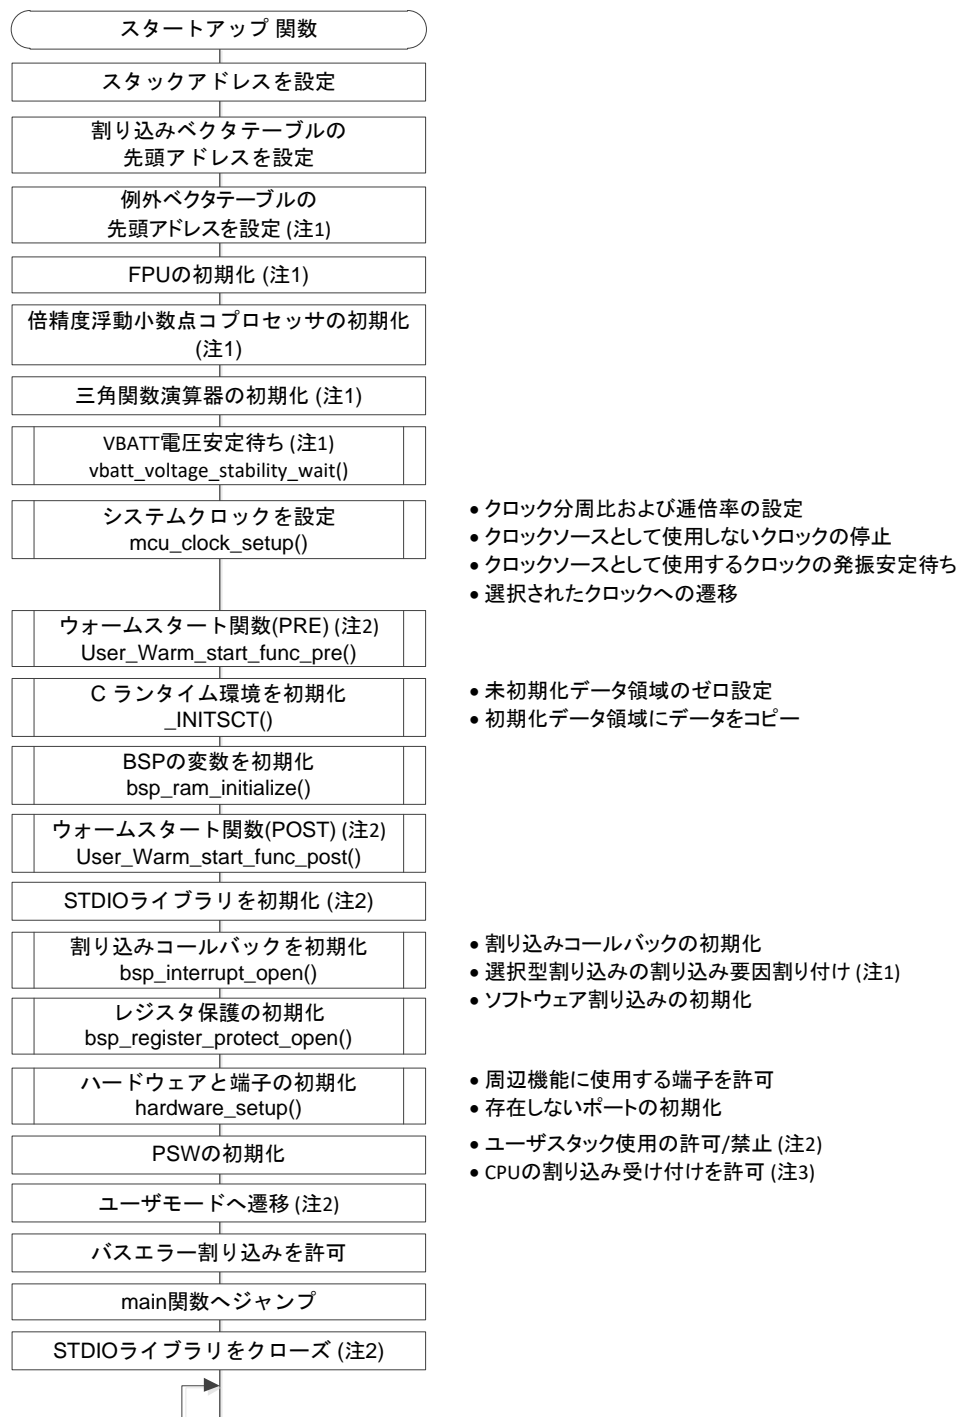 スタートアップ 関数
スタックアドレスを設定
割り込みベクタテーブルの
先頭アドレスを設定
例外ベクタテーブルの
先頭アドレスを設定 (注1)
FPUの初期化 (注1)
倍精度浮動小数点コプロセッサの初期化
(注1)
三角関数演算器の初期化 (注1)
VBATT電圧安定待ち (注1)
vbatt_voltage_stability_wait()
システムクロックを設定
mcu_clock_setup()
• クロック分周比および逓倍率の設定
• クロックソースとして使用しないクロックの停止
• クロックソースとして使用するクロックの発振安定待ち
• 選択されたクロックへの遷移
ウォームスタート関数(PRE) (注2)
User_Warm_start_func_pre()
C ランタイム環境を初期化
_INITSCT()
• 未初期化データ領域のゼロ設定
• 初期化データ領域にデータをコピー
BSPの変数を初期化
bsp_ram_initialize()
ウォームスタート関数(POST) (注2)
User_Warm_start_func_post()
STDIOライブラリを初期化 (注2)
割り込みコールバックを初期化
bsp_interrupt_open()
• 割り込みコールバックの初期化
• 選択型割り込みの割り込み要因割り付け (注1)
• ソフトウェア割り込みの初期化
レジスタ保護の初期化
bsp_register_protect_open()
ハードウェアと端子の初期化
hardware_setup()
• 周辺機能に使用する端子を許可
• 存在しないポートの初期化
PSWの初期化
• ユーザスタック使用の許可/禁止 (注2)
• CPUの割り込み受け付けを許可 (注3)
ユーザモードへ遷移 (注2)
バスエラー割り込みを許可
main関数へジャンプ
STDIOライブラリをクローズ (注2)